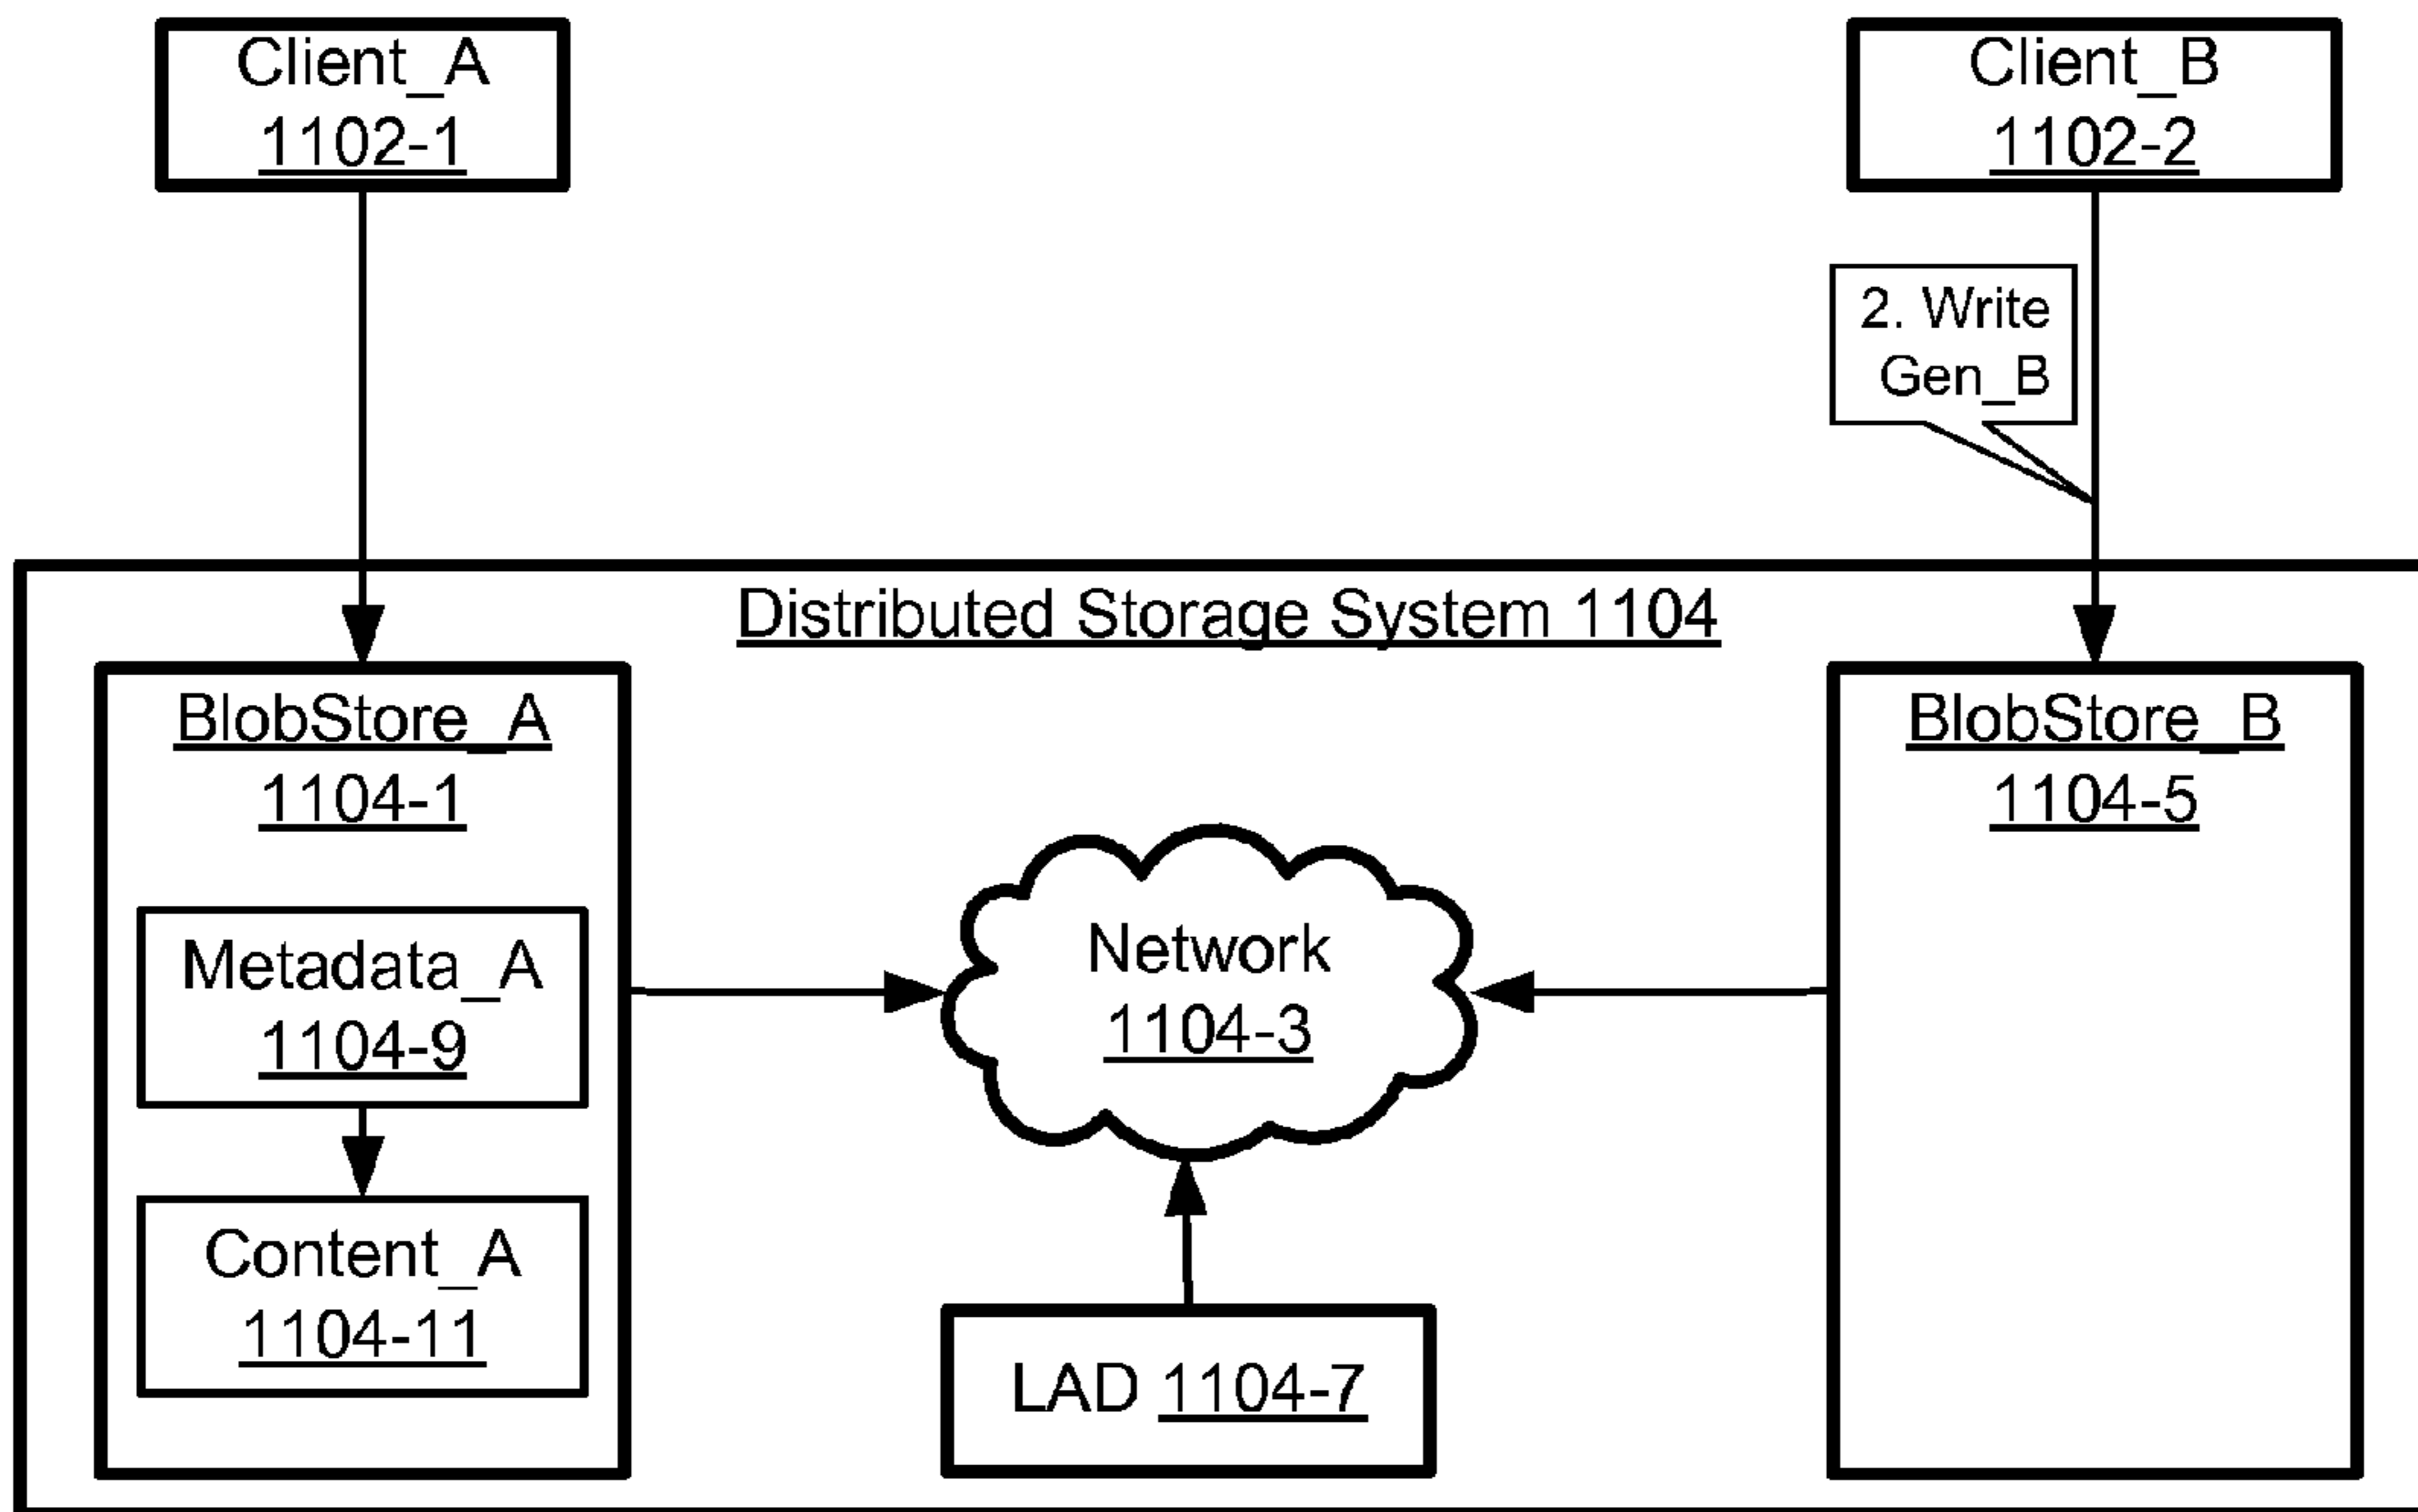 Client_A
1102-1
Client_B
1102-2
2. Write
Gen_B
Distributed Storage System 1104
BlobStore_A
1104-1
BlobStore_B
1104-5
Metadata_A
1104-9
Network
1104-3
Content_A
1104-11
LAD 1104-7